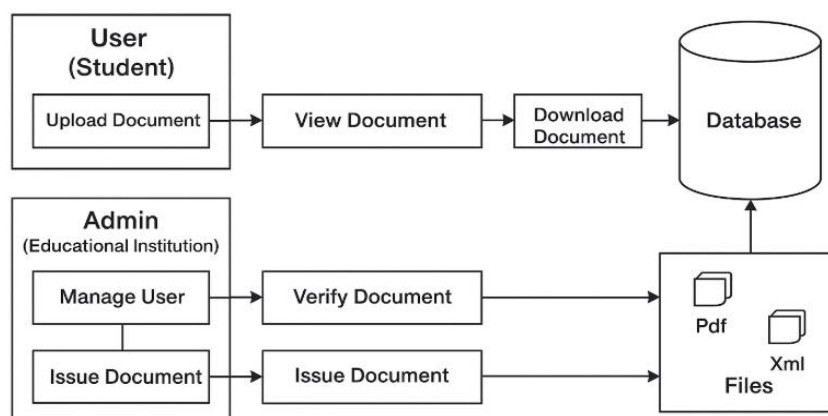 User
(Student)
Upload Document
View Document
Download
Document
Database
Admin
(Educational Institution)
Manage User
Verify Document
Issue Document
Issue Document
Pdf
Xml
Files